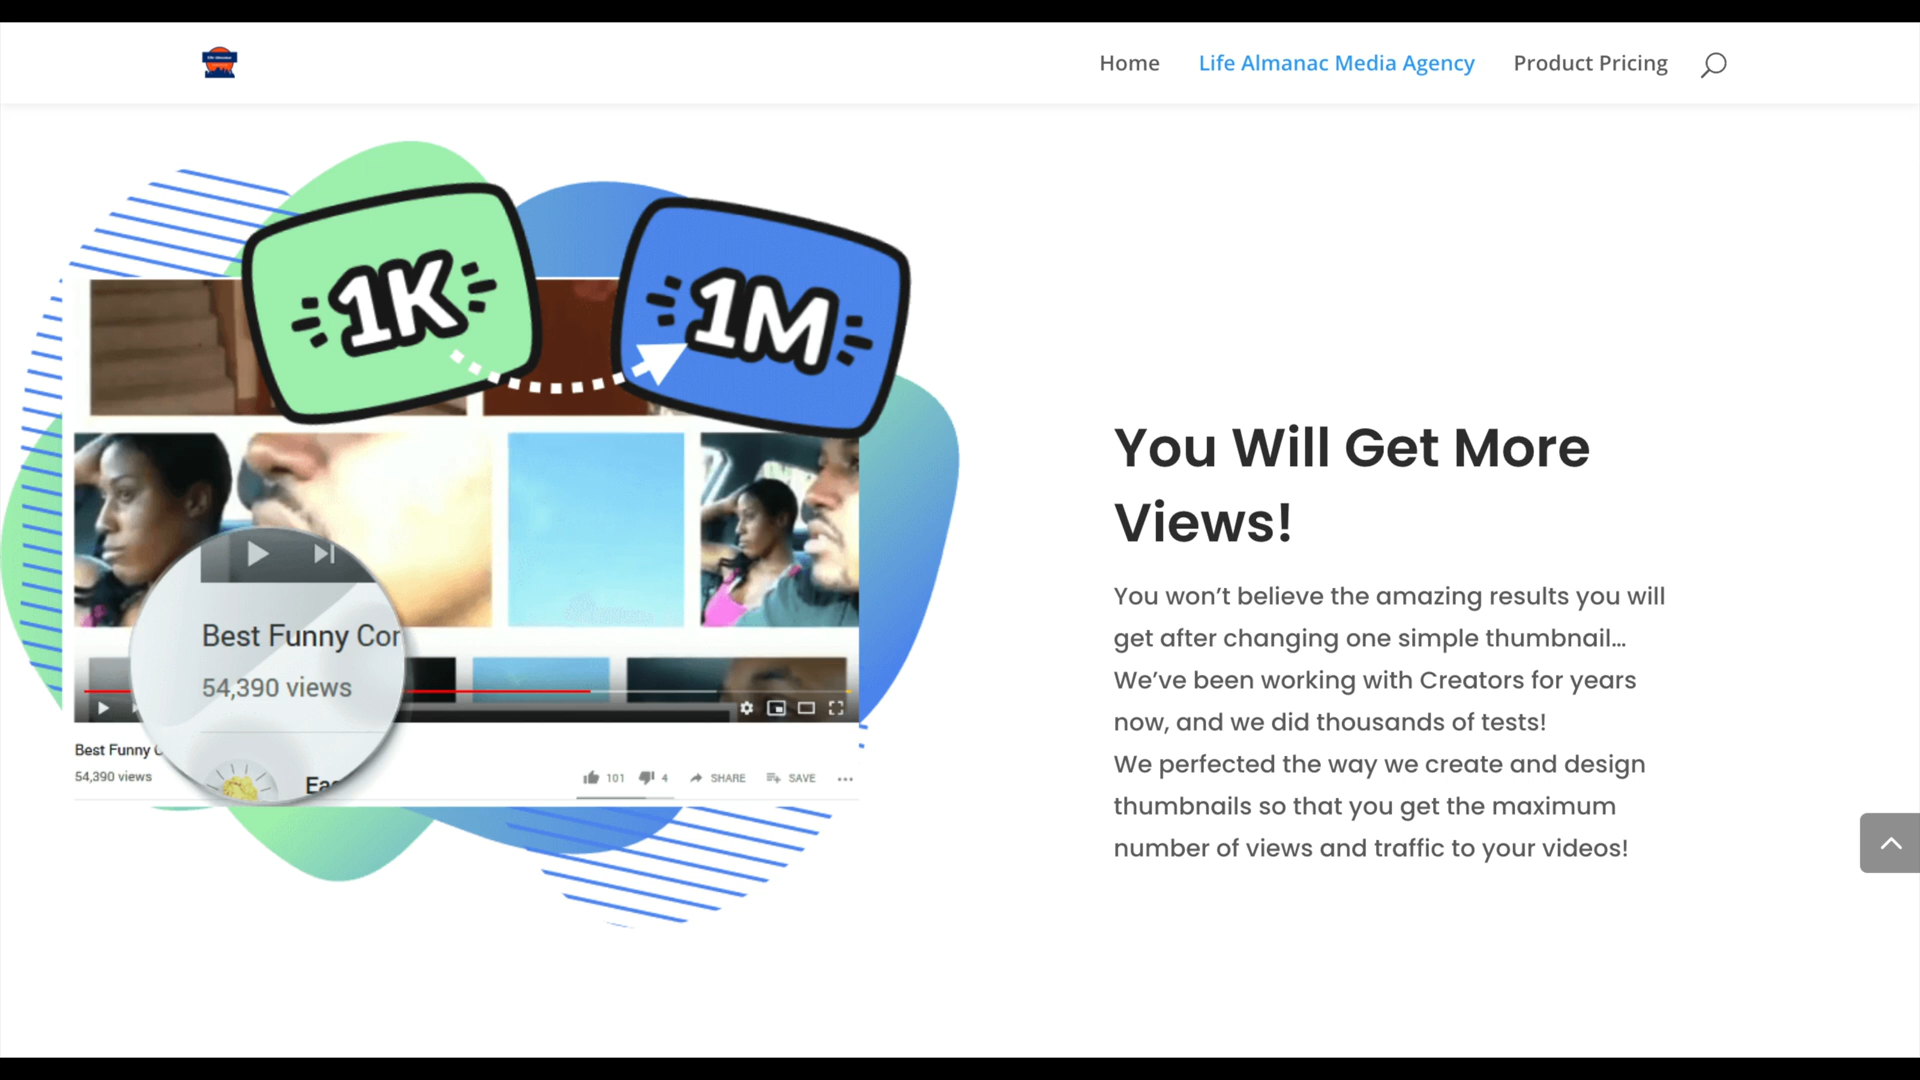 Home
Life Almanac Media Agency
Product Pricing
1K
1M
Best Funny Cor
54,390 views
Best Funny C
54,390 views
Ea
101
4
SHARE
SAVE
You Will Get More
Views!
You won’t believe the amazing results you will
get after changing one simple thumbnail...
We’ve been working with Creators for years
now, and we did thousands of tests!
We perfected the way we create and design
thumbnails so that you get the maximum
number of views and traffic to your videos!